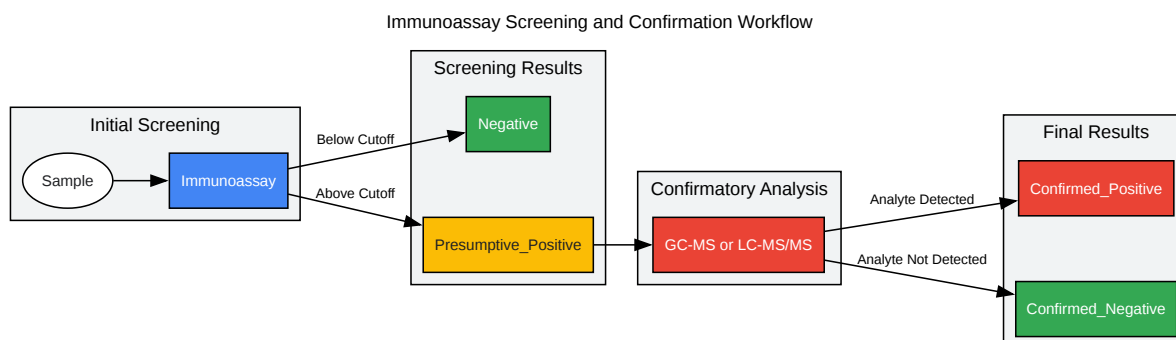 Immunoassay Screening and Confirmation Workflow
Initial Screening
Sample
Immunoassay
Below Cutoff
Above Cutoff
Screening Results
Negative
Presumptive_Positive
Confirmatory Analysis
GC-MS or LC-MS/MS
Analyte Detected
Analyte Not Detected
Final Results
Confirmed_Positive
Confirmed_Negative